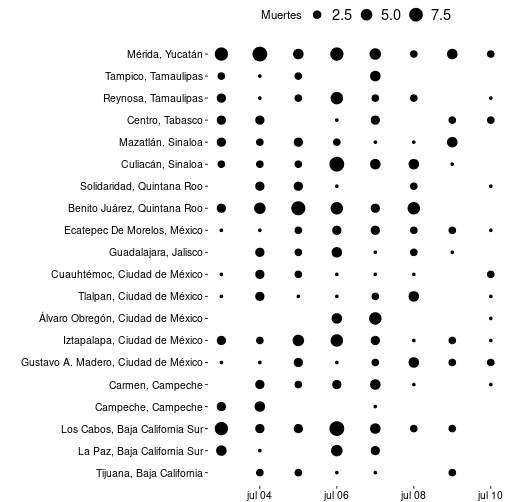 Muertes 2.5 5.0 7.5
Mérida, Yucatán
Tampico, Tamaulipas
Reynosa, Tamaulipas
Centro, Tabasco
Mazatlán, Sinaloa
Culiacán, Sinaloa
Solidaridad, Quintana Roo
Benito Juárez, Quintana Roo
Ecatepec De Morelos, México
Guadalajara, Jalisco
Cuauhtémoc, Ciudad de México
Tlalpan, Ciudad de México
Álvaro Obregón, Ciudad de México
Iztapalapa, Ciudad de México
Gustavo A. Madero, Ciudad de México
Carmen, Campeche
Campeche, Campeche
Los Cabos, Baja California Sur
La Paz, Baja California Sur
Tijuana, Baja California
jul 04 jul 06 jul 08 jul 10